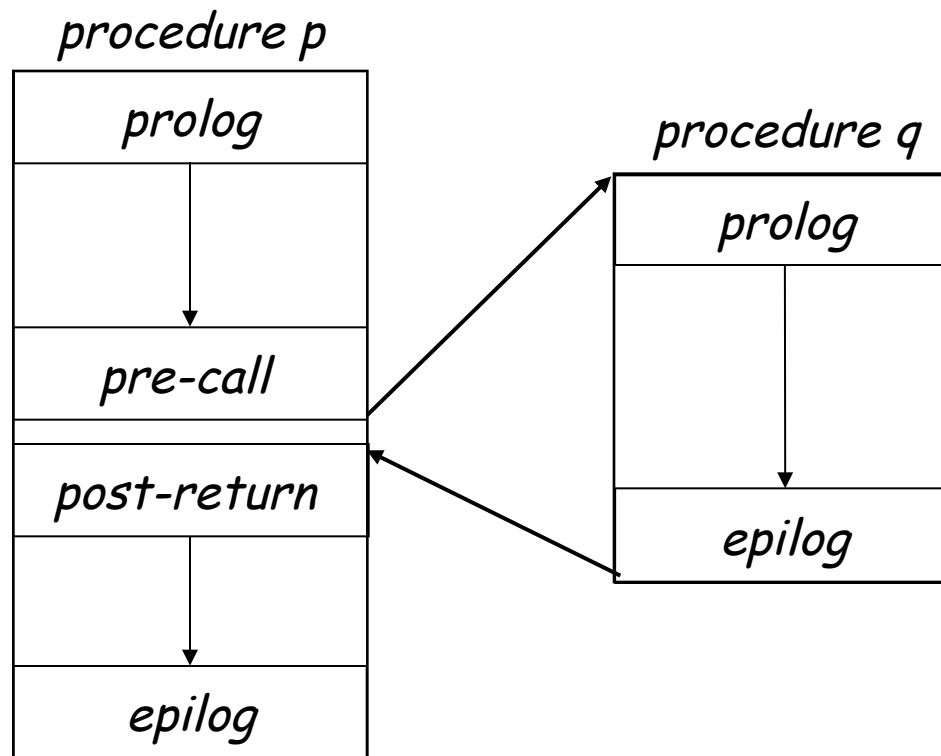 procedure p
prolog
pre-call
post-return
epilog
procedure q
prolog
epilog